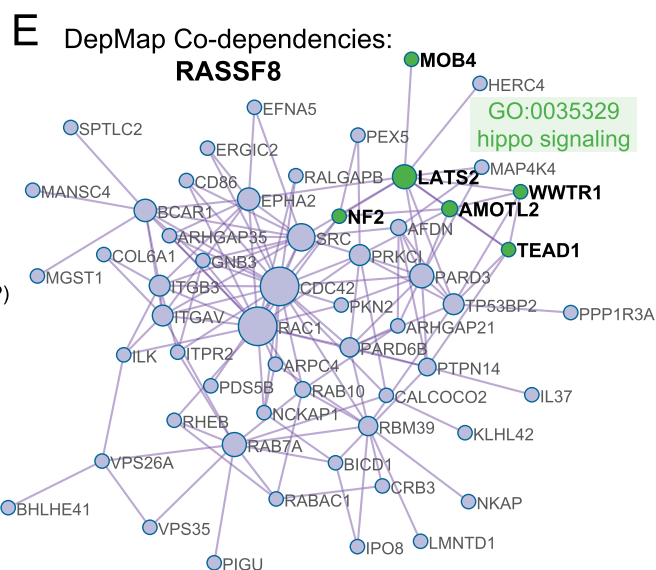 E
DepMap Co-dependencies:
RASSF8
MOB4
HERC4
GO:0035329
hippo signaling
EFNA5
SPTLC2
PEX5
ERGIC2
MAP4K4
RALGAPB
LATS2
CD86
MANSC4
WWTR1
EPHA2
BCAR1
AMOTL2
NF2
AFDN
ARHGAP35
SRC
TEAD1
COL6A1
GNB3
PRKCI
MGST1
PARD3
ITGB3
CDC42
?)
PKN2
TP53BP2
PPP1R3A
ITGAV
RAC1
ARHGAP21
ILK
ITPR2
PARD6B
ARPC4
PTPN14
PDS5B
RAB10
CALCOCO2
IL37
NCKAP1
RHEB
RBM39
KLHL42
RAB7A
VPS26A
BICD1
CRB3
RABAC1
NKAP
BHLHE41
VPS35
LMNTD1
IPO8
PIGU